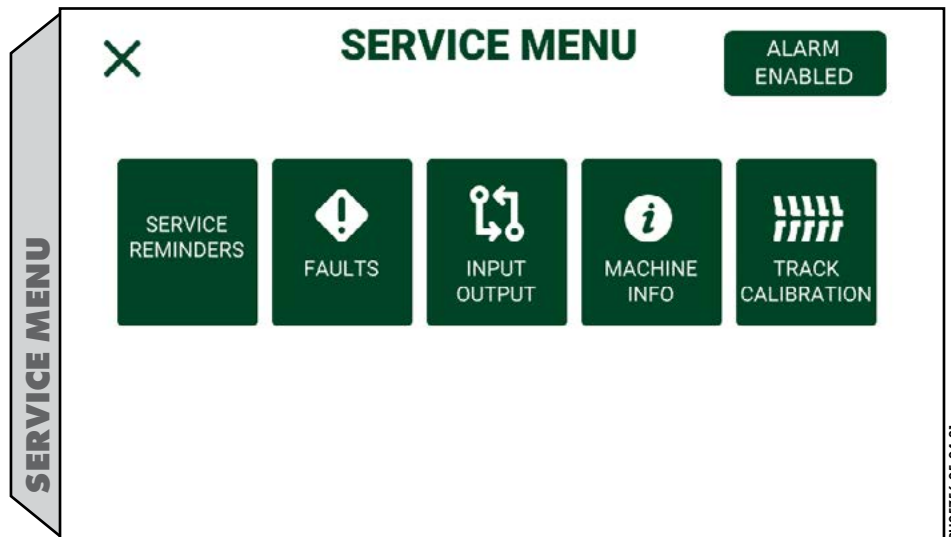 SERVICE MENU
ALARM
ENABLED
SERVICE
REMINDERS
FAULTS
INPUT
OUTPUT
MACHINE
INFO
TRACK
CALIBRATION
SERVICE MENU